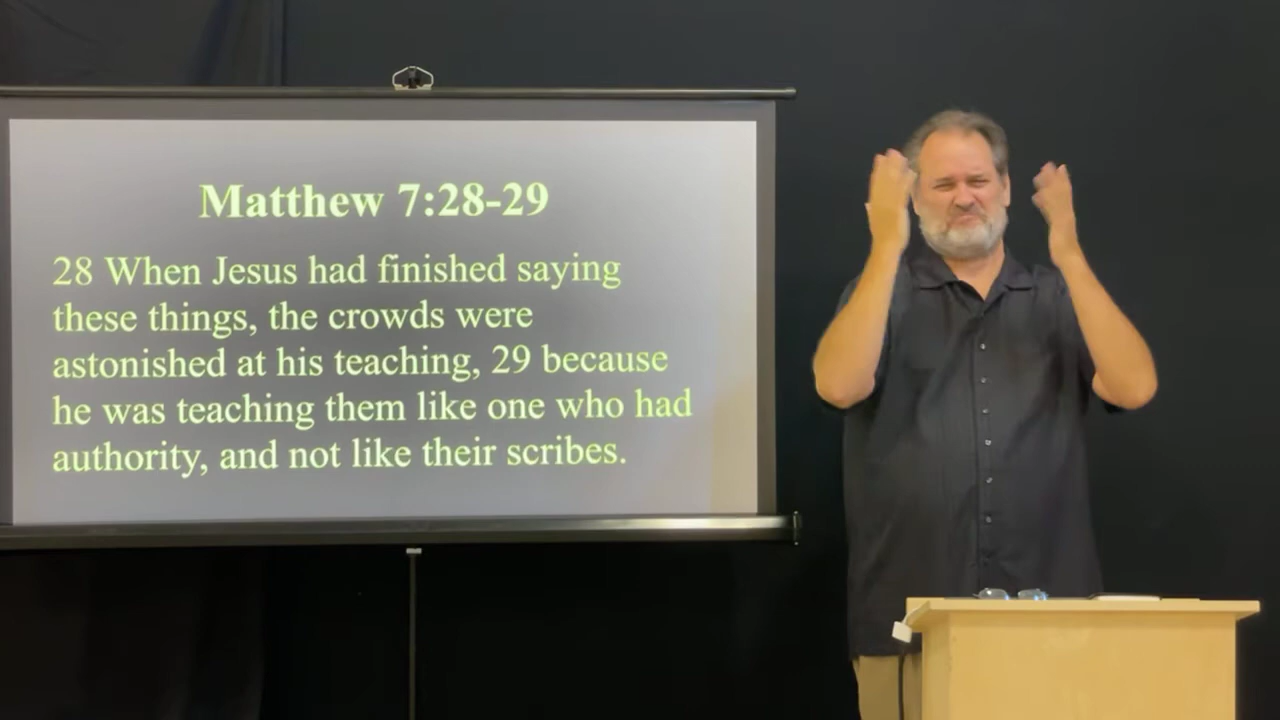 Matthew 7:28-29
28 When Jesus had finished saying
these things, the crowds were
astonished at his teaching, 29 because
he was teaching them like one who had
authority, and not like their scribes.